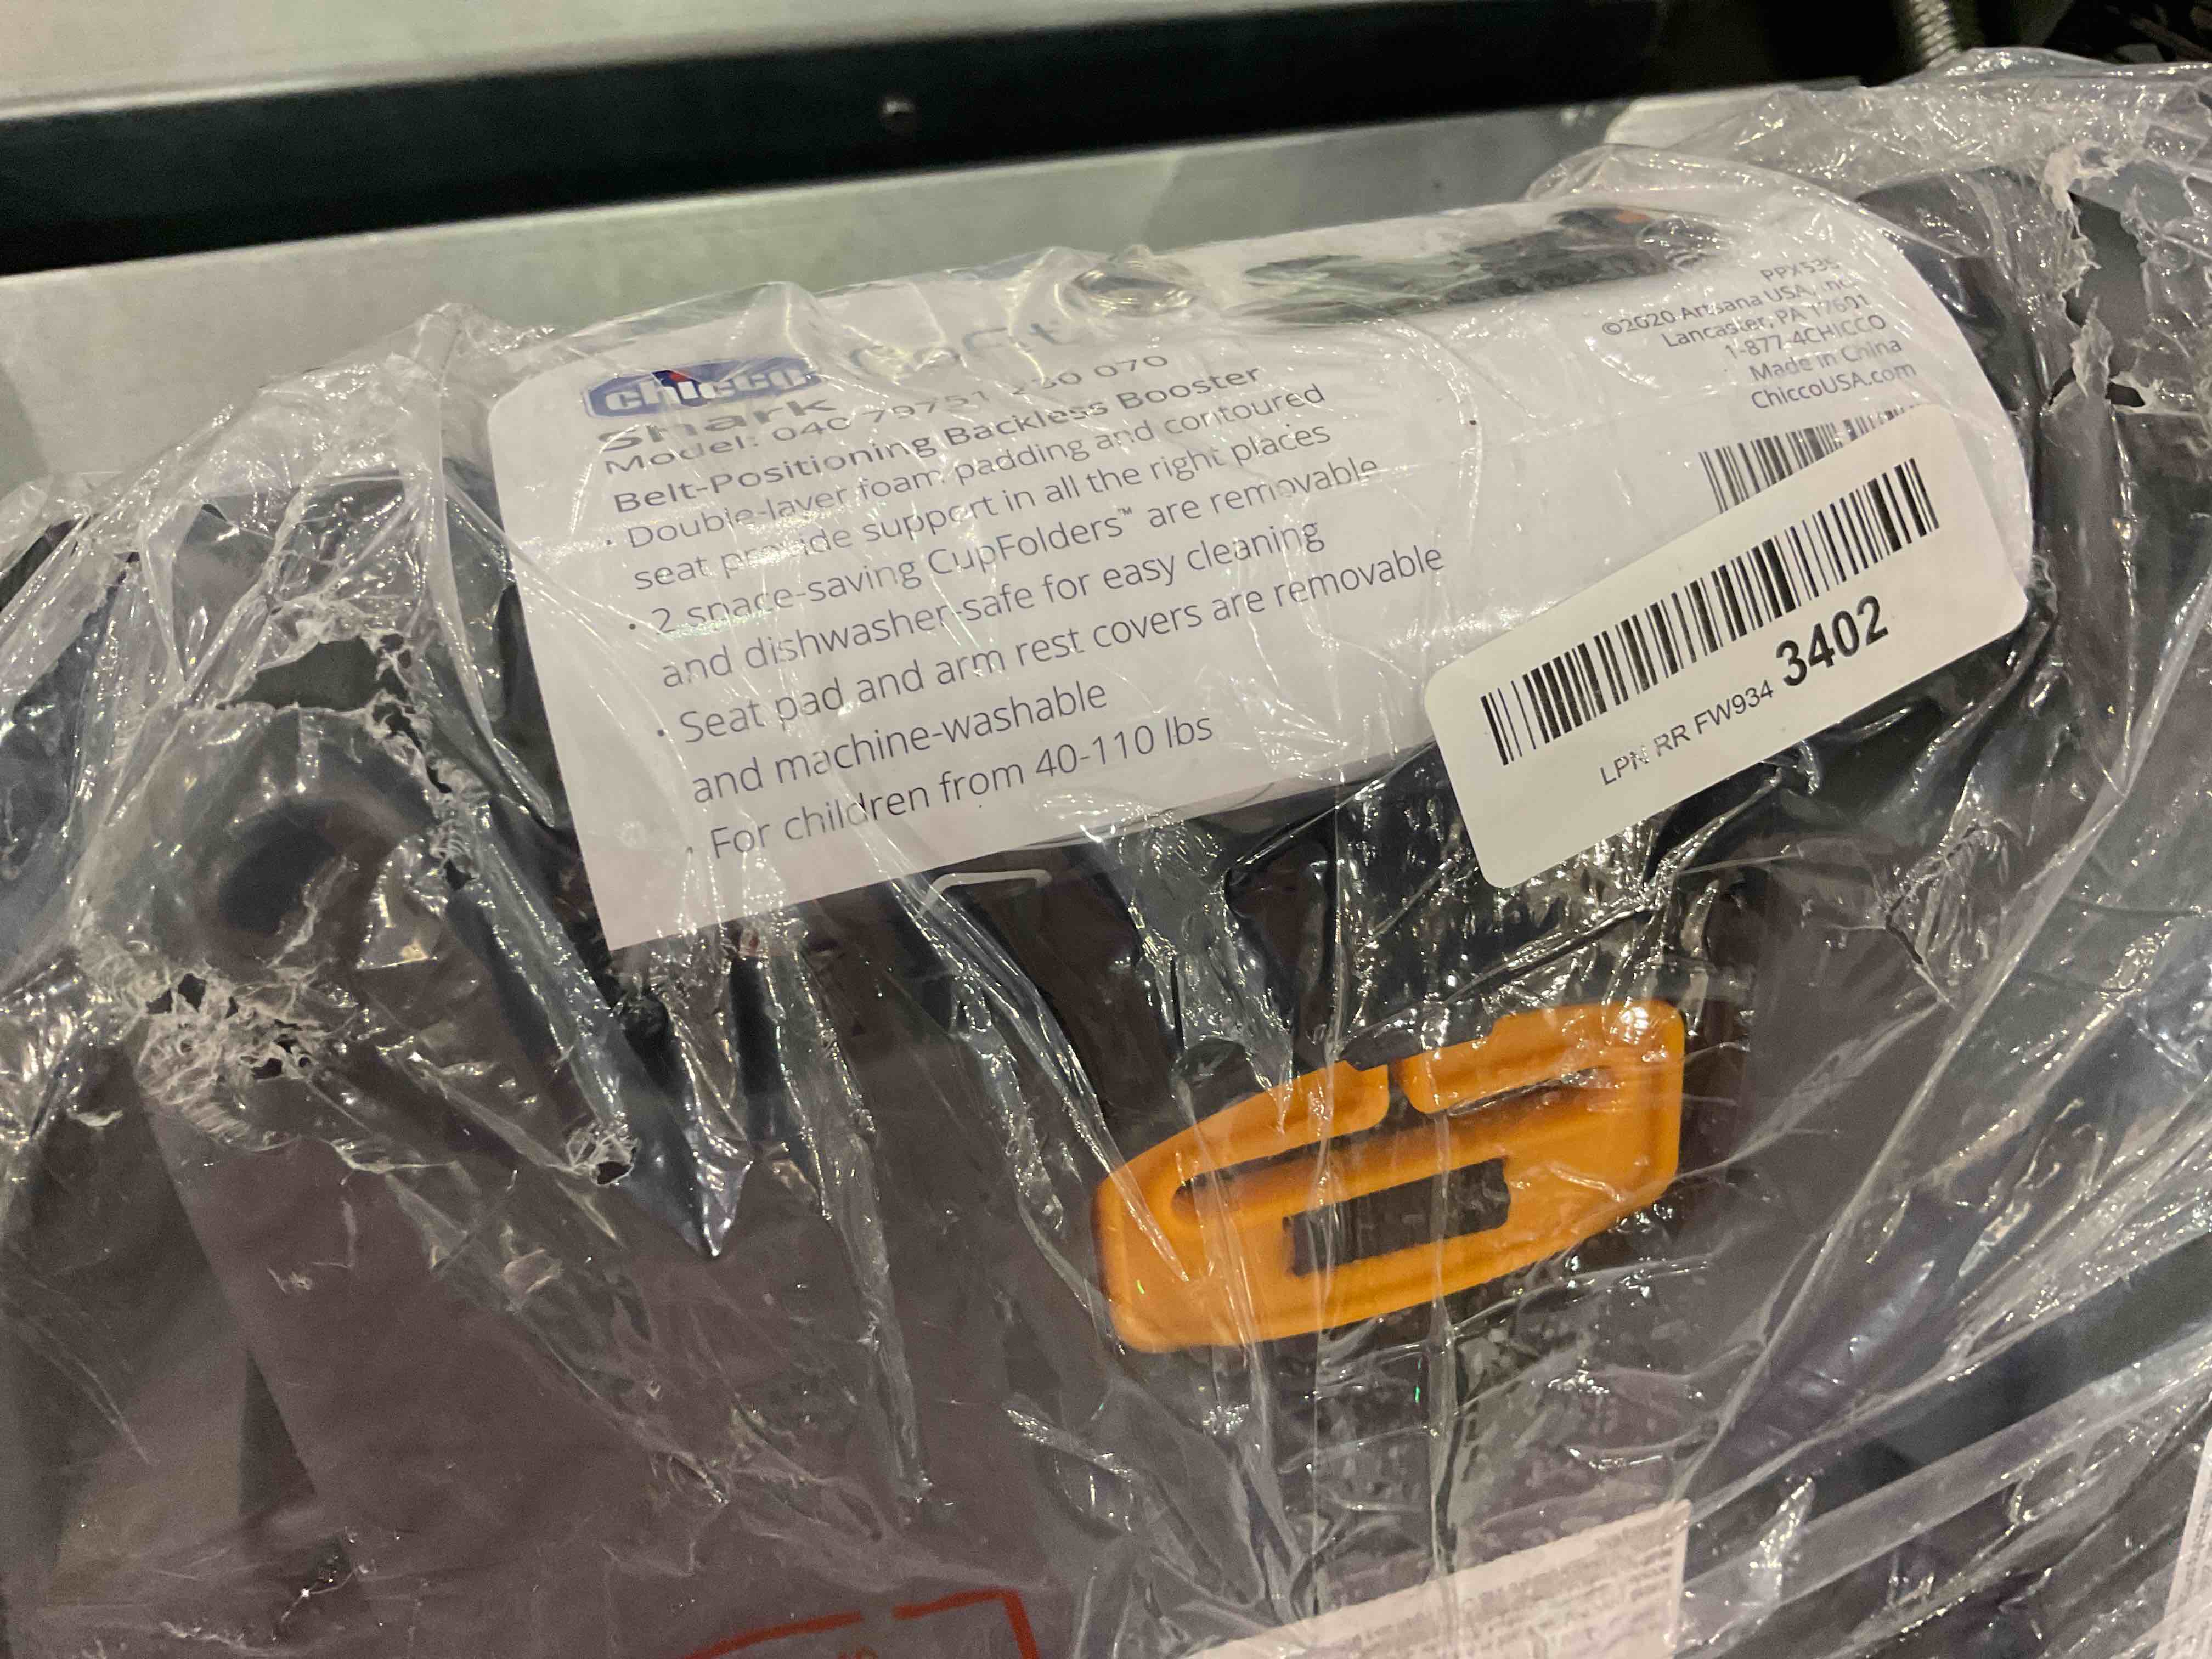 chicco GoFit
Shark
Model: 04C 79751 230 070
Belt-Positioning Backless Booster
· Double-layer foam padding and contoured
seat provide support in all the right places
· 2 space-saving CupFolders™ are removable
and dishwasher-safe for easy cleaning
· Seat pad and arm rest covers are removable
and machine-washable
· For children from 40-110 lbs
©2020 Artsana USA, Inc.
Lancaster, PA 17601
1-877-4CHICCO
Made in China
ChiccoUSA.com
LPN RR FW934 3402